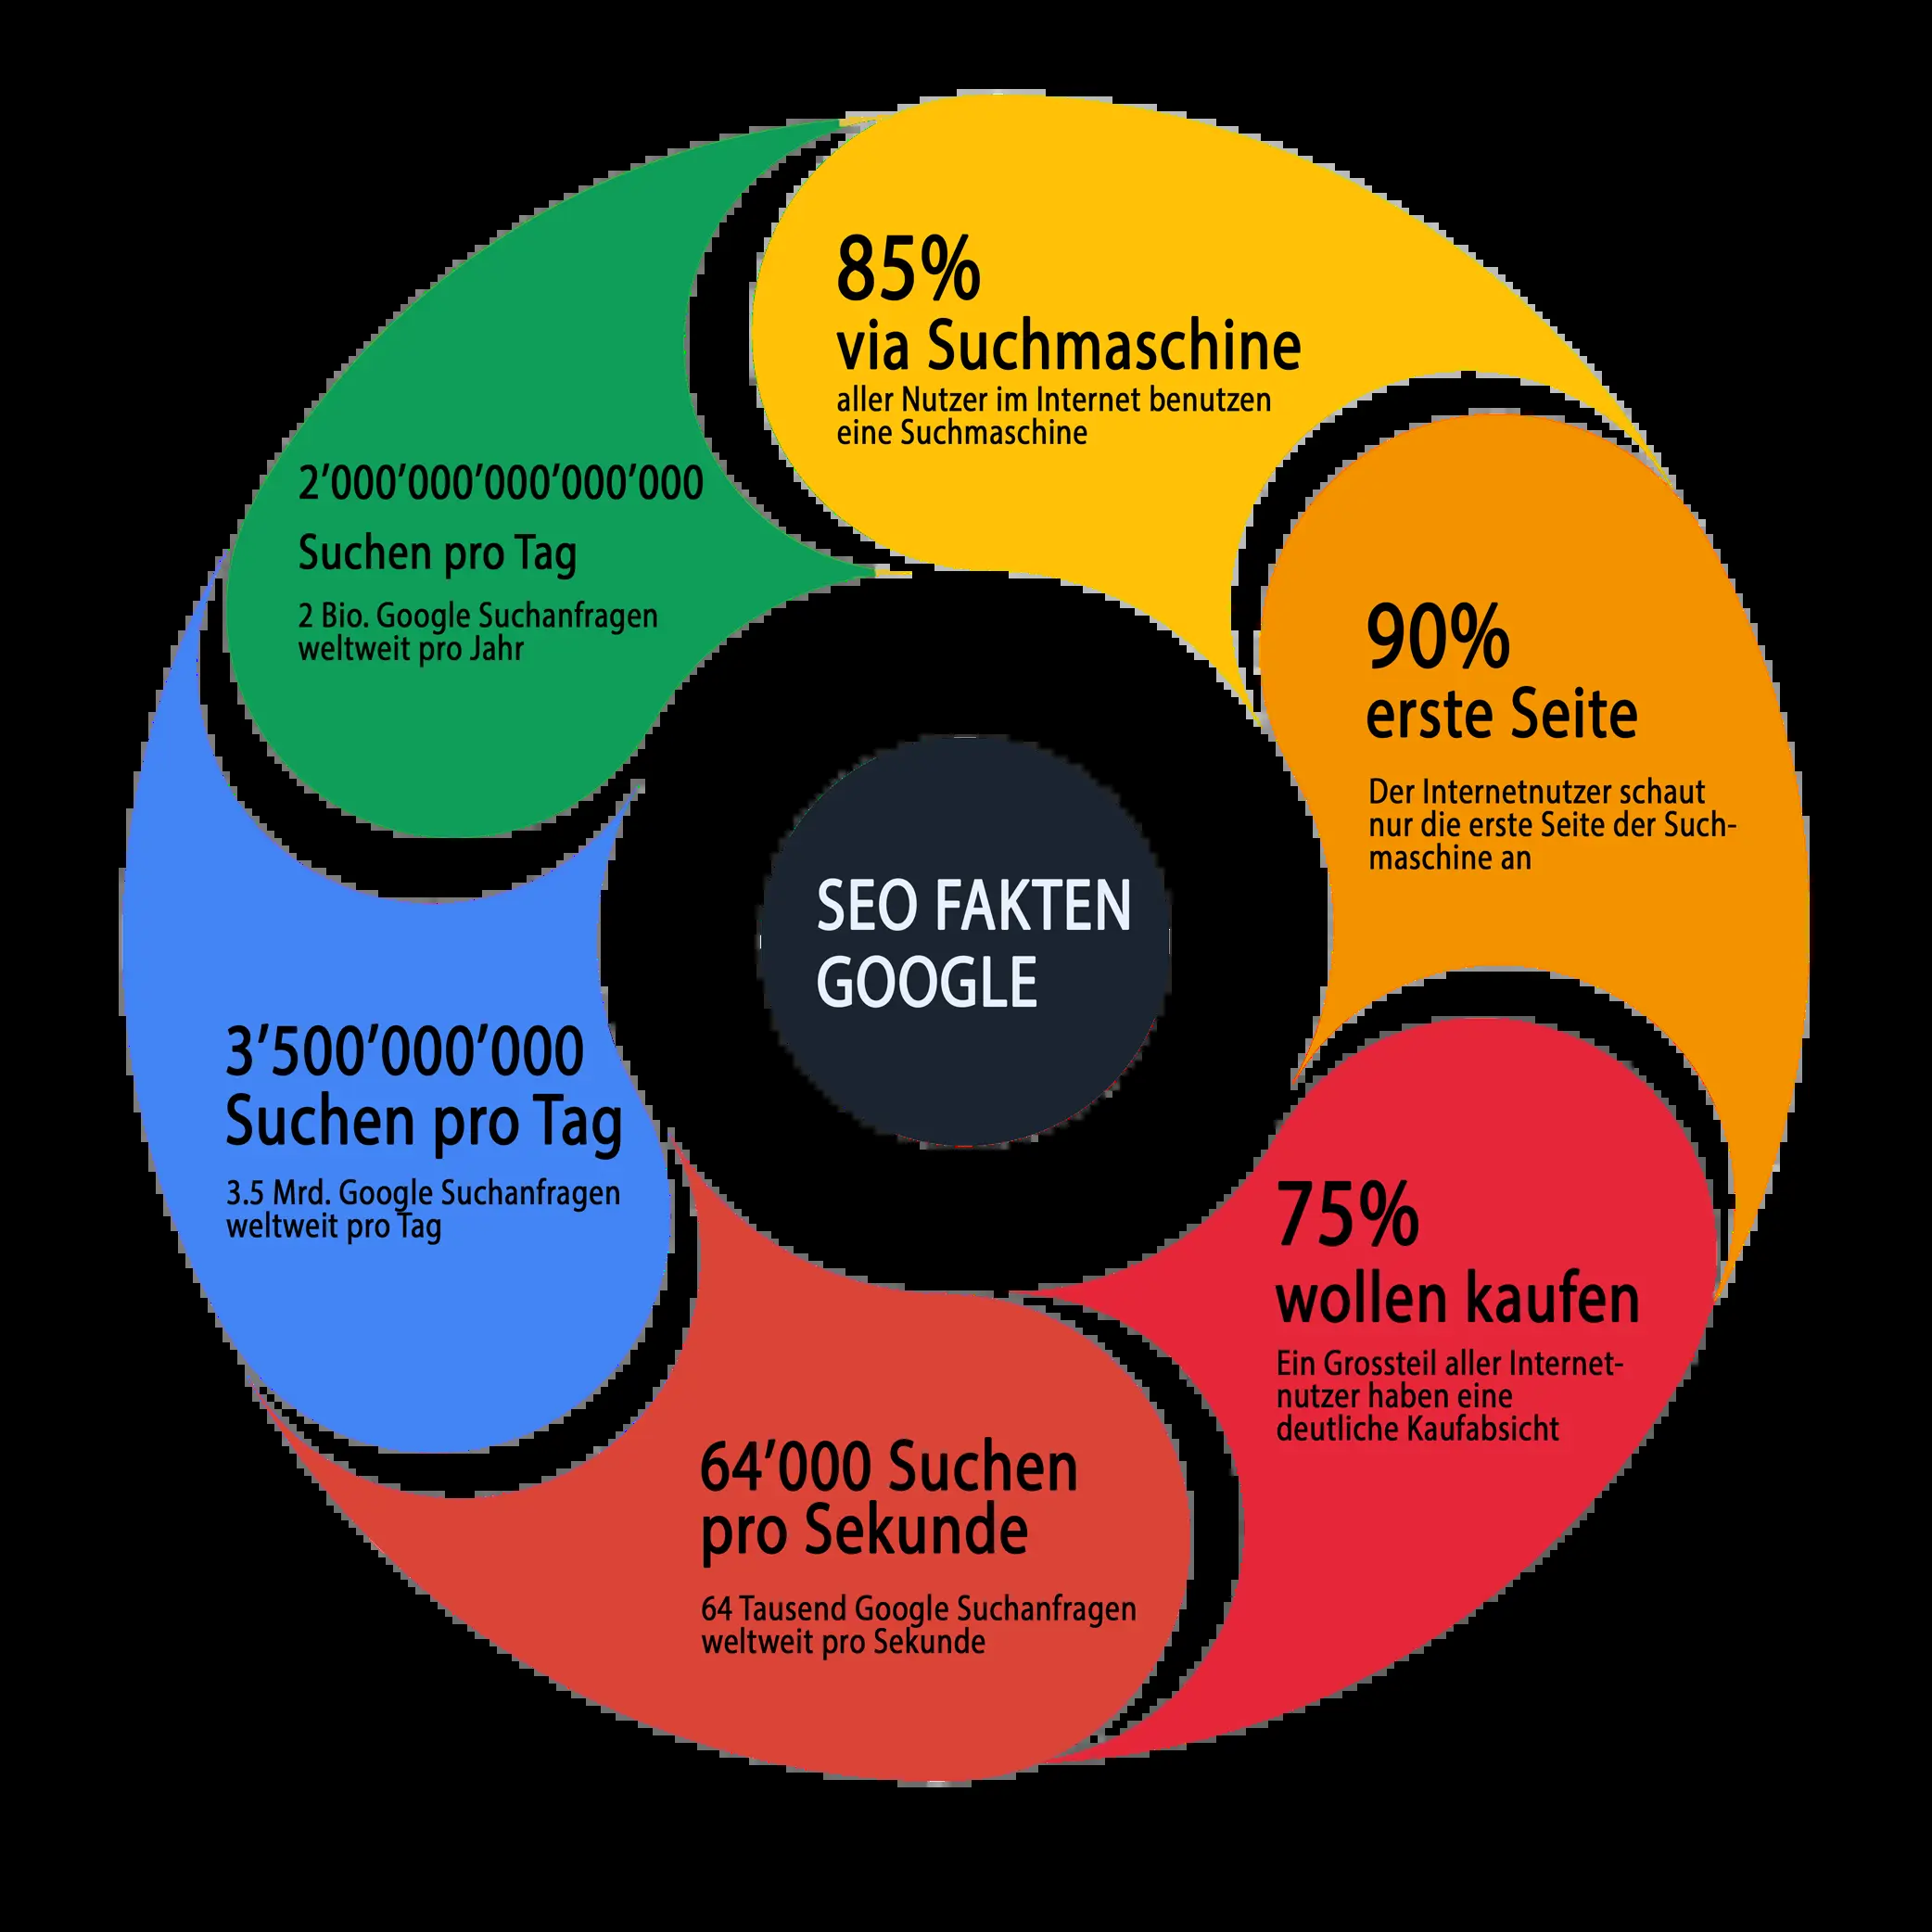 85%
via Suchmaschine
aller Nutzer im Internet benutzen
eine Suchmaschine
2’000’000’000’000’000
Suchen pro Tag
2 Bio. Google Suchanfragen
weltweit pro Jahr
90%
erste Seite
Der Internetnutzer schaut
nur die erste Seite der Such-
maschine an
SEO FAKTEN
GOOGLE
3’500’000’000
Suchen pro Tag
3.5 Mrd. Google Suchanfragen
weltweit pro Tag
75%
wollen kaufen
Ein Grossteil aller Internet-
nutzer haben eine
deutliche Kaufabsicht
64’000 Suchen
pro Sekunde
64 Tausend Google Suchanfragen
weltweit pro Sekunde